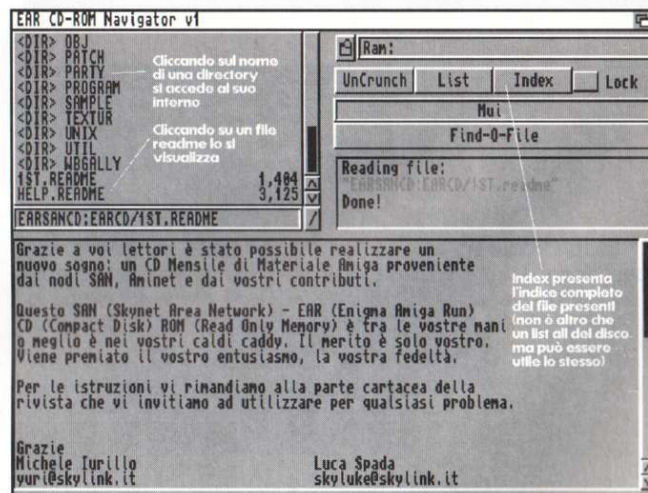 EAR CD-ROM Navigator v1
<DIR> OBJ
<DIR> PATCH
<DIR> PARTY
<DIR> PROGRAM
<DIR> SAMPLE
<DIR> TEXTUR
<DIR> UNIX
<DIR> UTIL
<DIR> WBGALLY
1ST.README 1,404
HELP.README 3,125
EARSANCD:EARCD/1ST.README
Cliccando sul nome
di una directory
si accede al suo
interno
Cliccando su un file
readme lo si
visualizza
Ram:
UnCrunch List Index Lock
Mui
Find-O-File
Reading file:
"EARSANCD:EARCD/1ST.readme"
Done!
Grazie a voi lettori è stato possibile realizzare un
nuovo sogno: un CD Mensile di Materiale Amiga proveniente
dai nodi SAN, Aminet e dai vostri contributi.
Questo SAN (Skynet Area Network) - EAR (Enigma Amiga Run)
CD (Compact Disk) ROM (Read Only Memory) è tra le vostre mani
o meglio è nei vostri caldi caddy. Il merito è solo vostro.
Viene premiato il vostro entusiasmo, la vostra fedeltà.
Per le istruzioni vi rimandiamo alla parte cartacea della
rivista che vi invitiamo ad utilizzare per qualsiasi problema.
Grazie
Michele Iurillo Luca Spada
yuri@skylink.it skyluke@skylink.it
Index presenta
l'indice completo
dei file presenti
(non è altro che
un list all del disco
ma può essere
utile lo stesso)